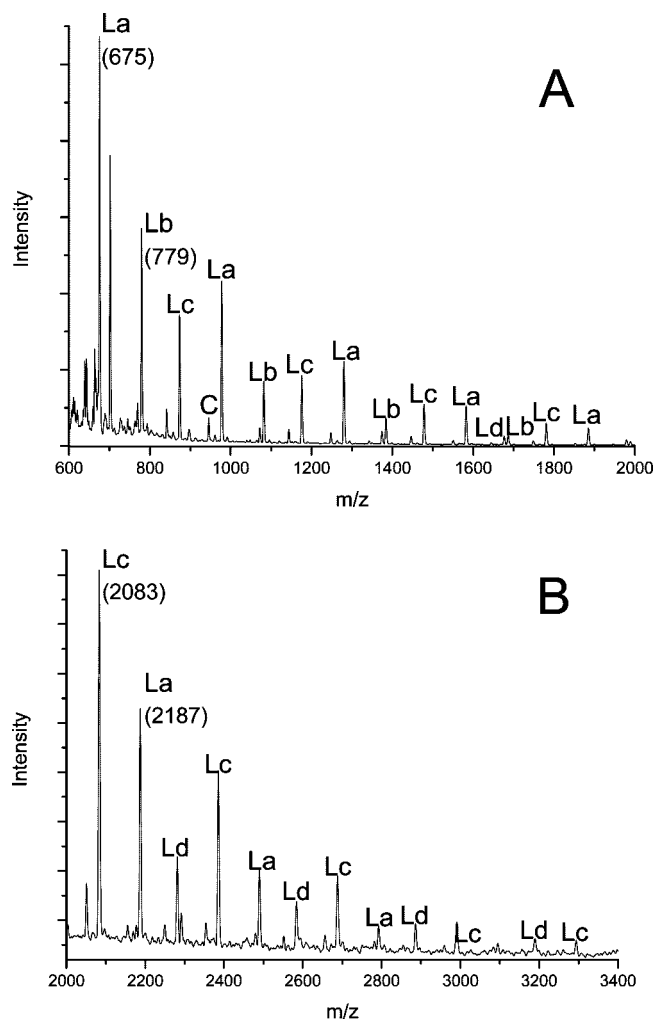 La
(675)
A
Lb
(779)
La
Lc
La
Lb
Lc
Lc
La
Lb
C
Ld
Lb
Lc
La
Intensity
600 800 1000 1200 1400 1600 1800 2000
m/z
Lc
(2083)
B
La
(2187)
Lc
Ld
La
Lc
Ld
La
Ld
Lc
Ld
Lc
Intensity
2000 2200 2400 2600 2800 3000 3200 3400
m/z